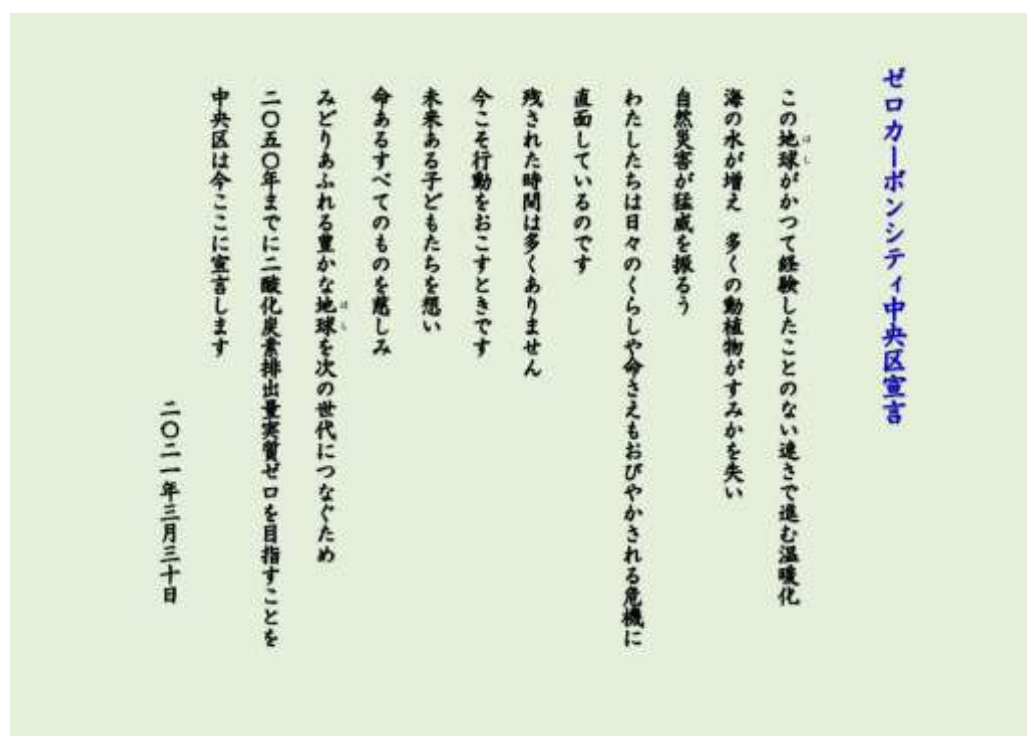 ゼロカーボンシティ中央区宣言
この地球がかつて経験したことのない速さで進む温暖化
海の水が増え　多くの動植物がすみかを失い
自然災害が猛威を振るう
わたしたちは日々のくらしや命さえもおびやかされる危機に
直面しているのです
残された時間は多くありません
今こそ行動をおこすときです
未来ある子どもたちを想い
命あるすべてのものを慈しみ
みどりあふれる豊かな地球を次の世代につなぐため
二〇五〇年までに二酸化炭素排出量実質ゼロを目指すことを
中央区は今ここに宣言します
二〇二一年三月三十日